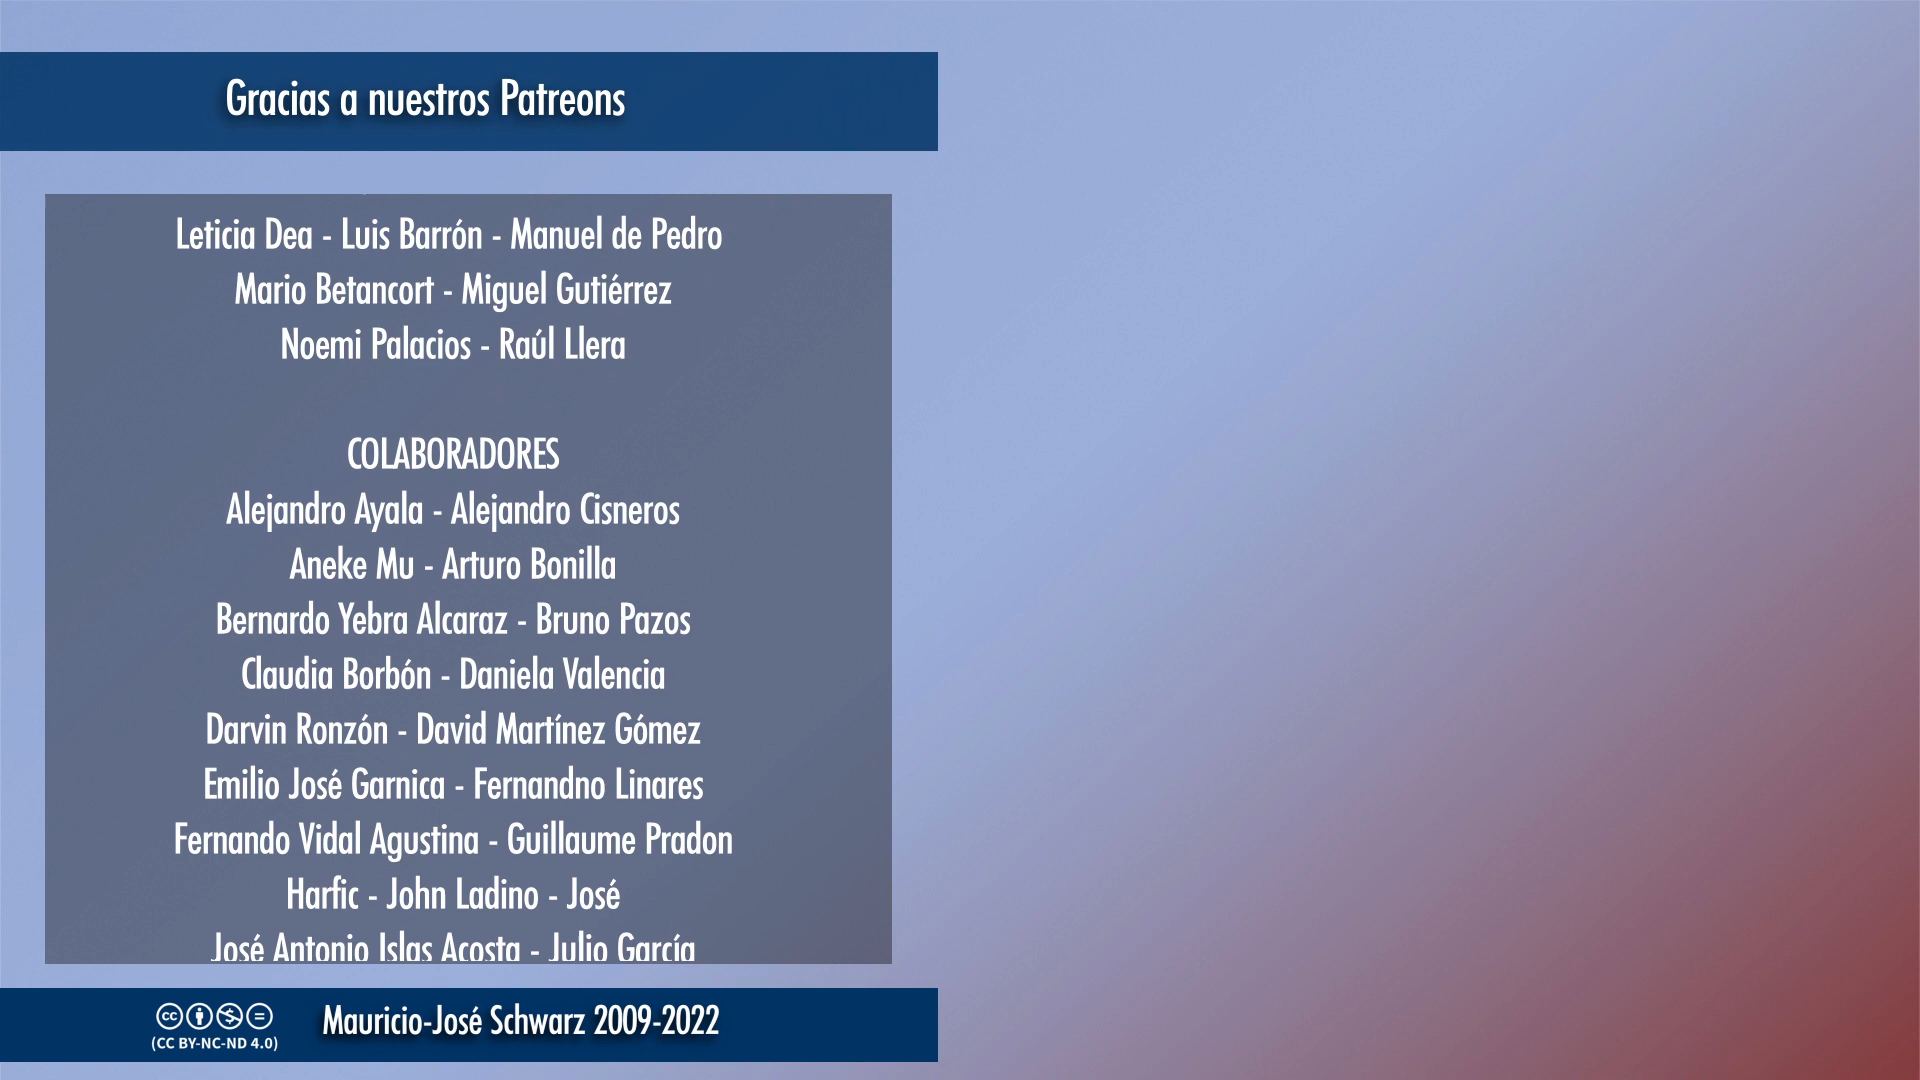 Gracias a nuestros Patreons
Leticia Dea - Luis Barrón - Manuel de Pedro
Mario Betancort - Miguel Gutiérrez
Noemi Palacios - Raúl Llera
COLABORADORES
Alejandro Ayala - Alejandro Cisneros
Aneke Mu - Arturo Bonilla
Bernardo Yebra Alcaraz - Bruno Pazos
Claudia Borbón - Daniela Valencia
Darvin Ronzón - David Martínez Gómez
Emilio José Garnica - Fernandno Linares
Fernando Vidal Agustina - Guillaume Pradon
Harfic - John Ladino - José
José Antonio Islas Acosta - Julio García
Mauricio-José Schwarz 2009-2022
(CC BY-NC-ND 4.0)